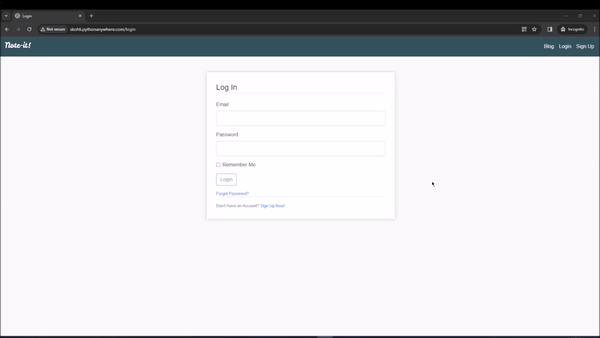 Login
Not secure skohli.pythonanywhere.com/login
Incognito
Note-it!
Blog Login Sign Up
Log In
Email
Password
Remember Me
Login
Forgot Password?
Don't Have an Account? Sign Up Now!